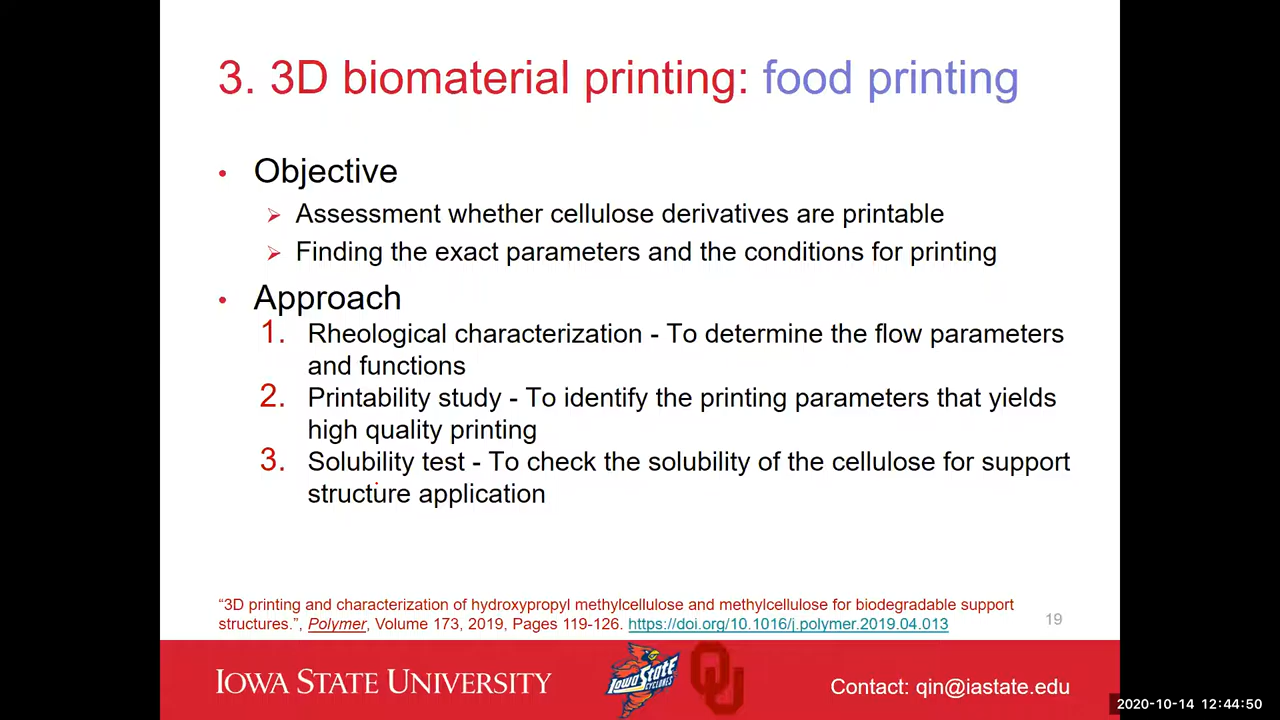 3. 3D biomaterial printing: food printing
• Objective
➢ Assessment whether cellulose derivatives are printable
➢ Finding the exact parameters and the conditions for printing
• Approach
1. Rheological characterization - To determine the flow parameters
and functions
2. Printability study - To identify the printing parameters that yields
high quality printing
3. Solubility test - To check the solubility of the cellulose for support
structure application
“3D printing and characterization of hydroxypropyl methylcellulose and methylcellulose for biodegradable support
structures.”, Polymer, Volume 173, 2019, Pages 119-126. https://doi.org/10.1016/j.polymer.2019.04.013
19
IOWA STATE UNIVERSITY
IOWA STATE
CYCLONES
OU
Contact: qin@iastate.edu
2020-10-14 12:44:50